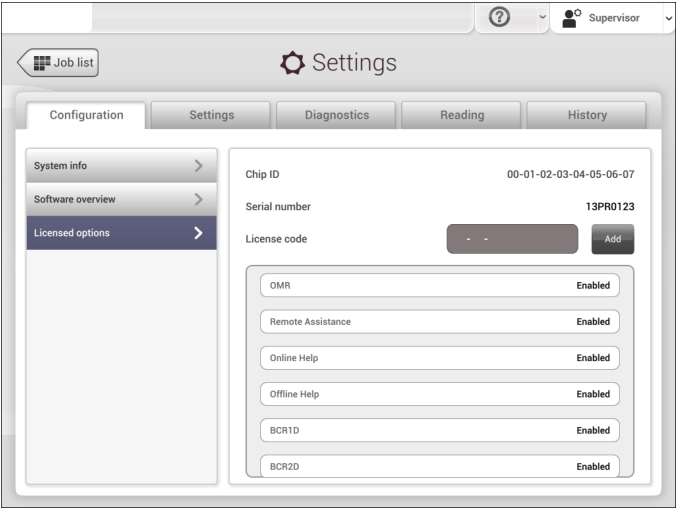 Supervisor
Job list
Settings
Configuration
Settings
Diagnostics
Reading
History
System info
Software overview
Licensed options
Chip ID 00-01-02-03-04-05-06-07
Serial number 13PR0123
License code - - Add
OMR Enabled
Remote Assistance Enabled
Online Help Enabled
Offline Help Enabled
BCR1D Enabled
BCR2D Enabled